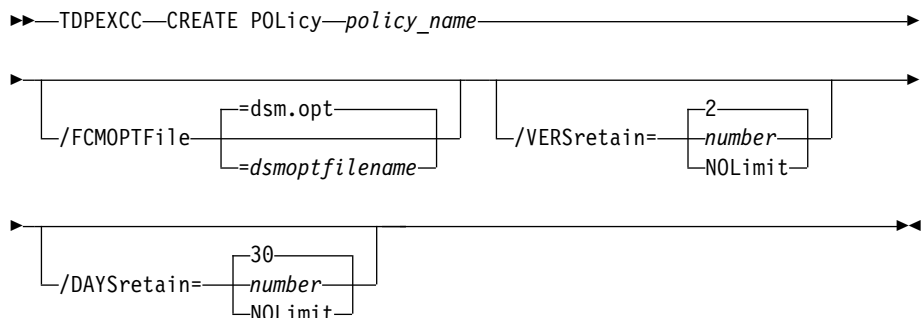 TDPEXCC CREATE POLicy policy_name
=dsm.opt
/FCMOPTFile
=dsmoptfilename
2
/VERSretain= number
NOLimit
30
/DAYSretain= number
NOLimit